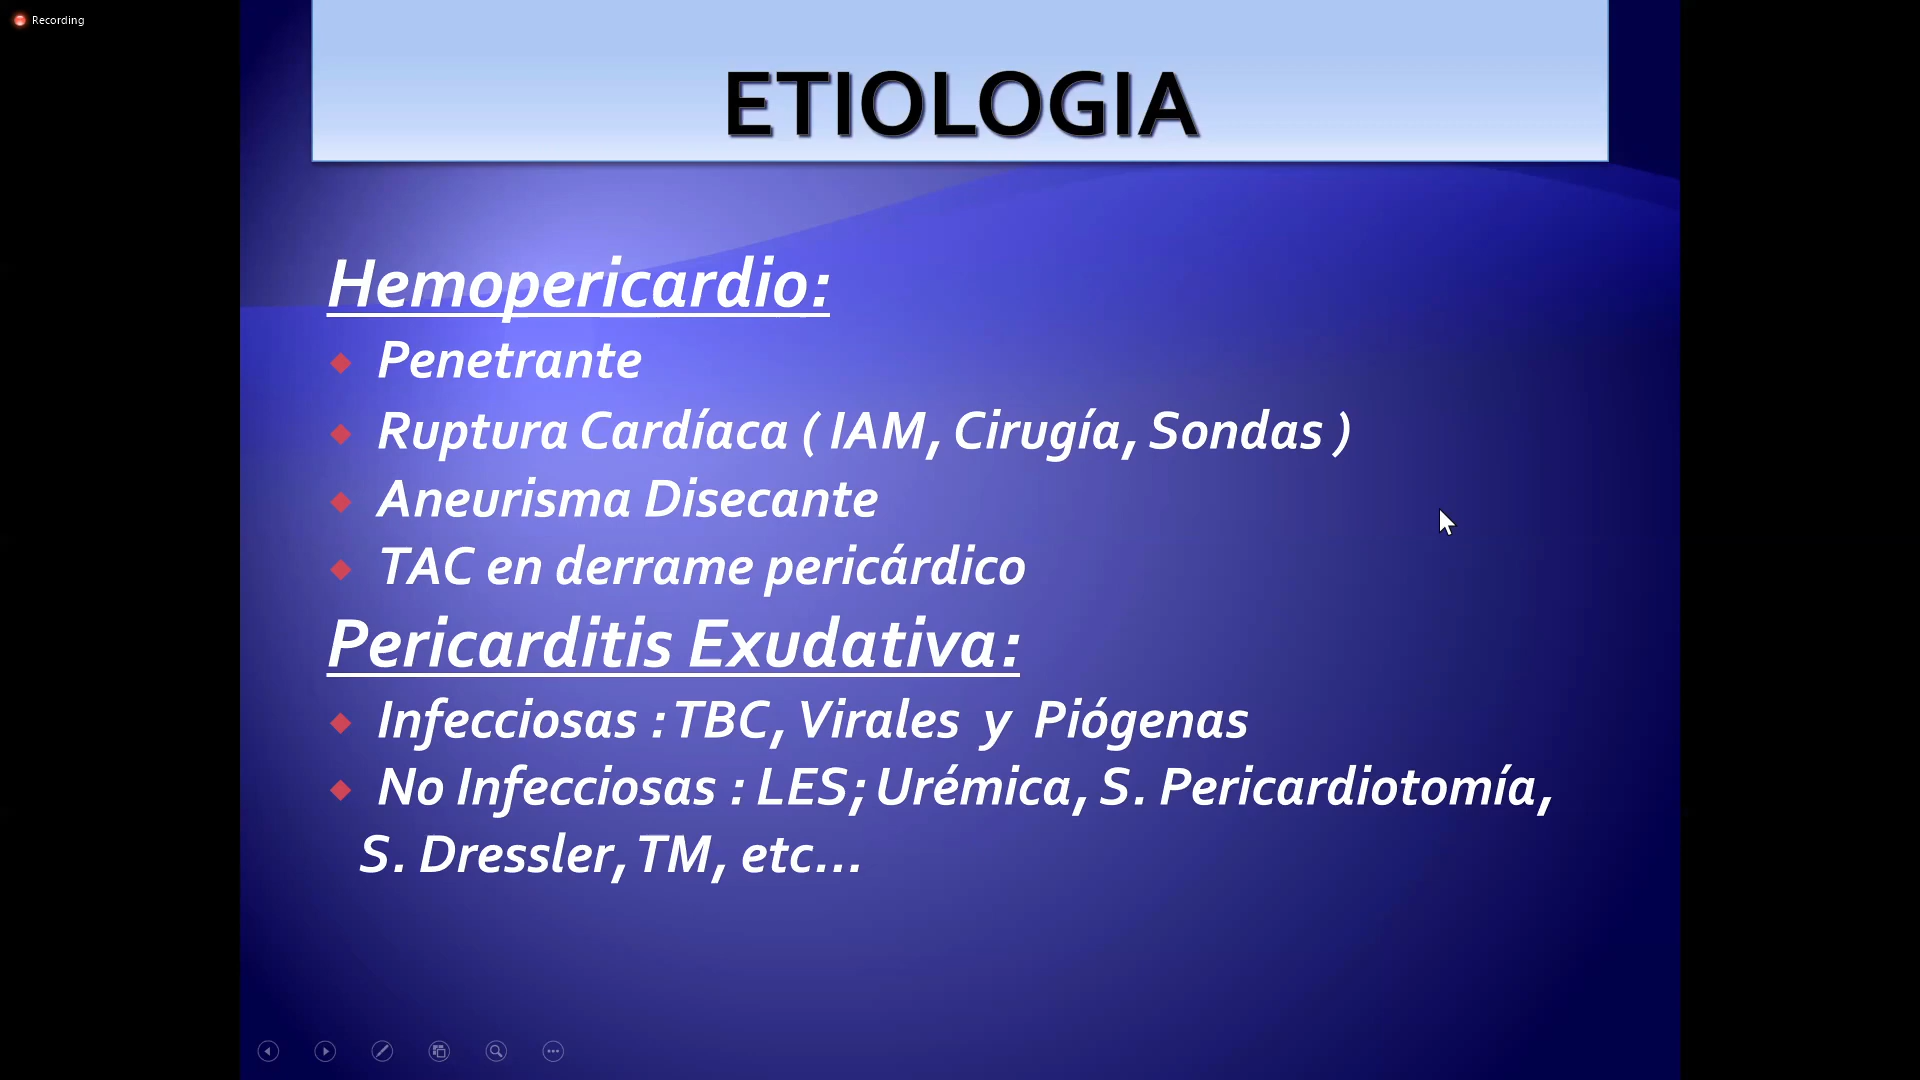 Recording
ETIOLOGIA
Hemopericardio:
Penetrante
Ruptura Cardíaca ( IAM, Cirugía, Sondas )
Aneurisma Disecante
TAC en derrame pericárdico
Pericarditis Exudativa:
Infecciosas : TBC, Virales y Piógenas
No Infecciosas : LES; Urémica, S. Pericardiotomía,
S. Dressler, TM, etc...